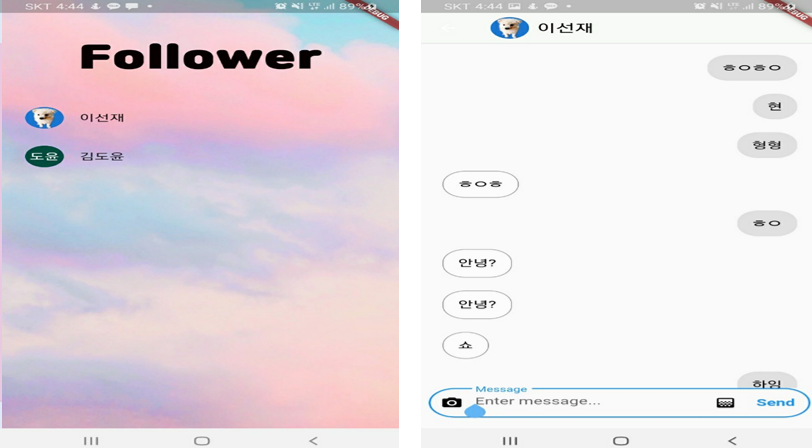 SKT 4:44
89%
DEBUG
Follower
이선재
도윤
김도윤
SKT 4:44
89%
DEBUG
이선재
ㅎㅇㅎㅇ
현
형형
ㅎㅇㅎ
ㅎㅇ
안녕?
안녕?
쇼
하잉
Message
Enter message...
Send